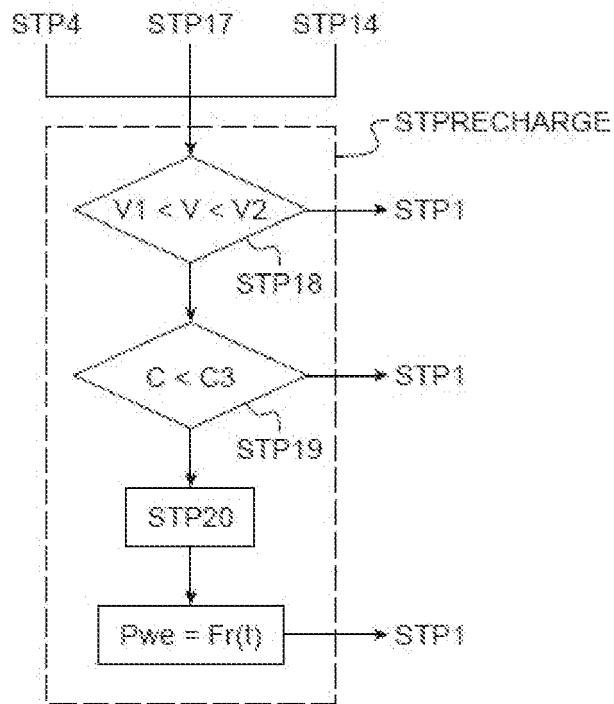 STP4 STP17 STP14
STPRECHARGE
V1 < V < V2
STP1
STP18
C < C3
STP1
STP19
STP20
Pwe = Fr(t)
STP1